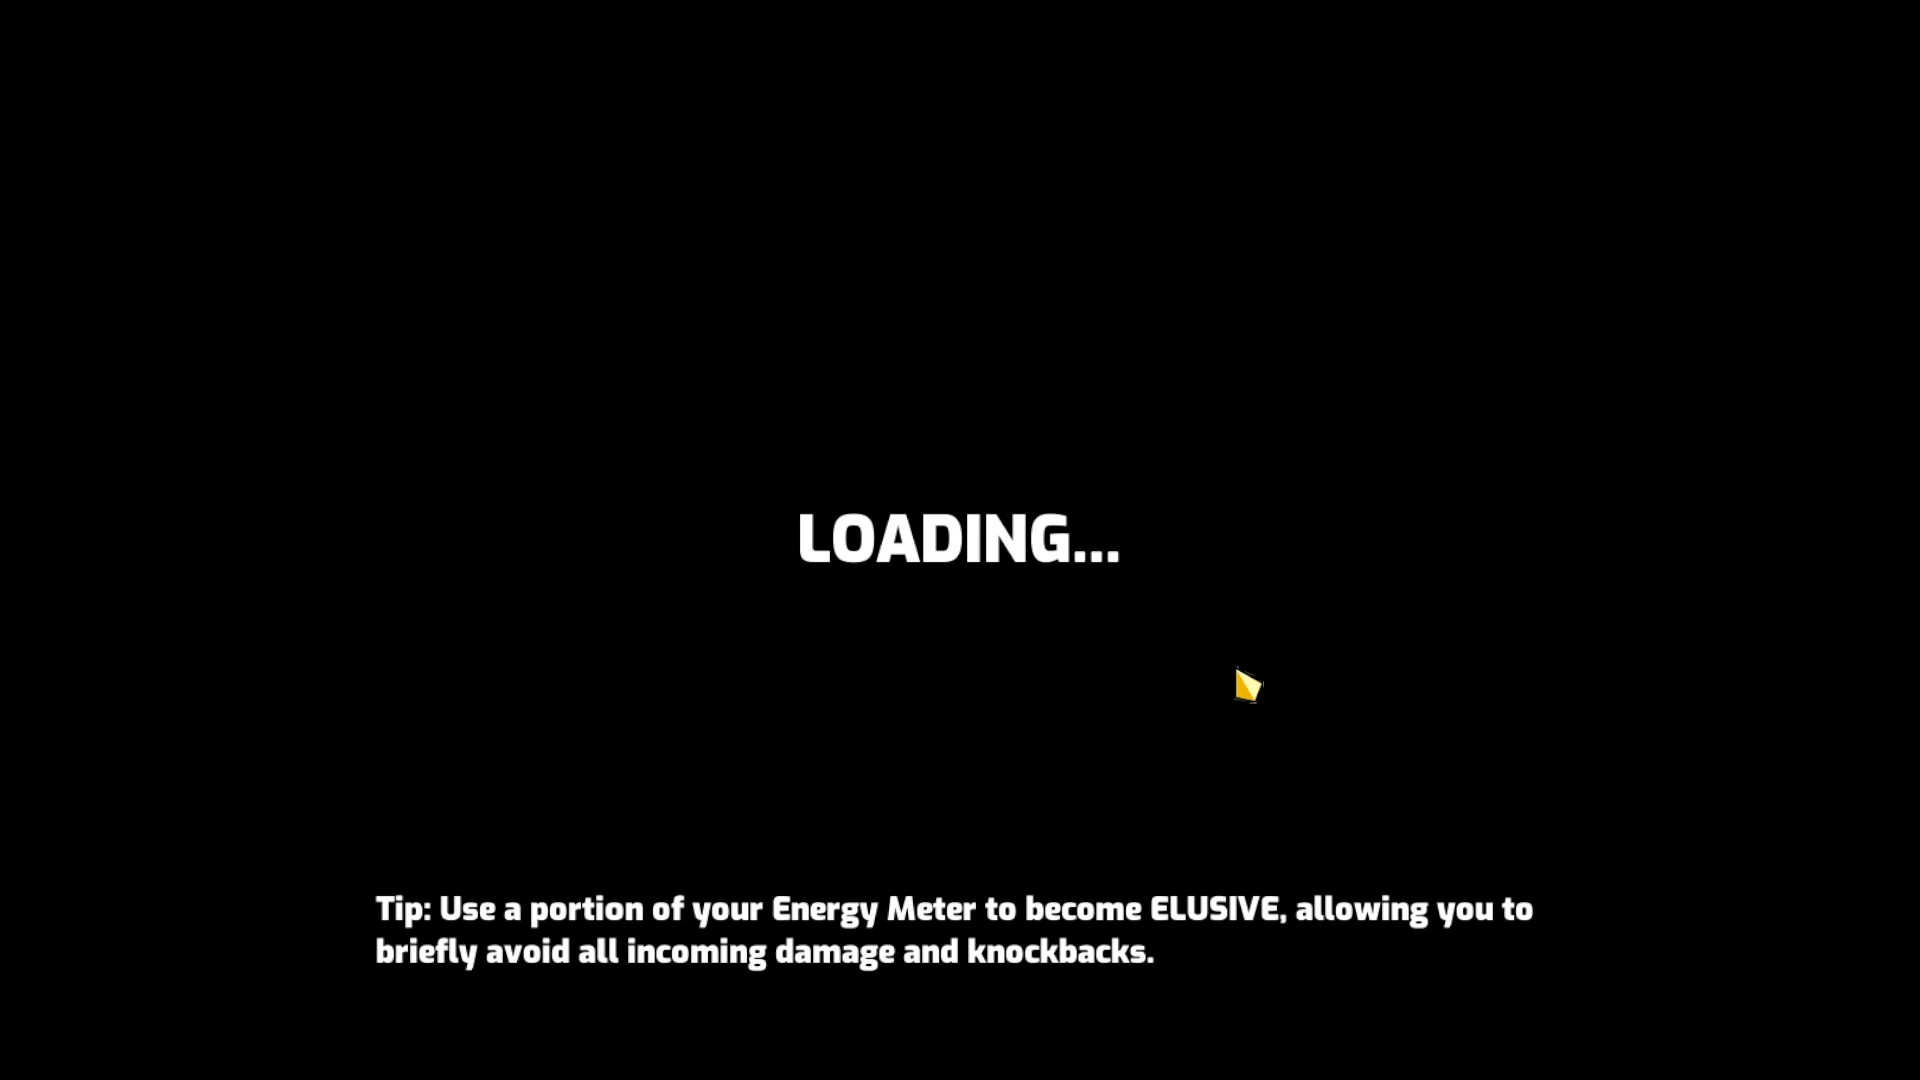 LOADING...
Tip: Use a portion of your Energy Meter to become ELUSIVE, allowing you to
briefly avoid all incoming damage and knockbacks.